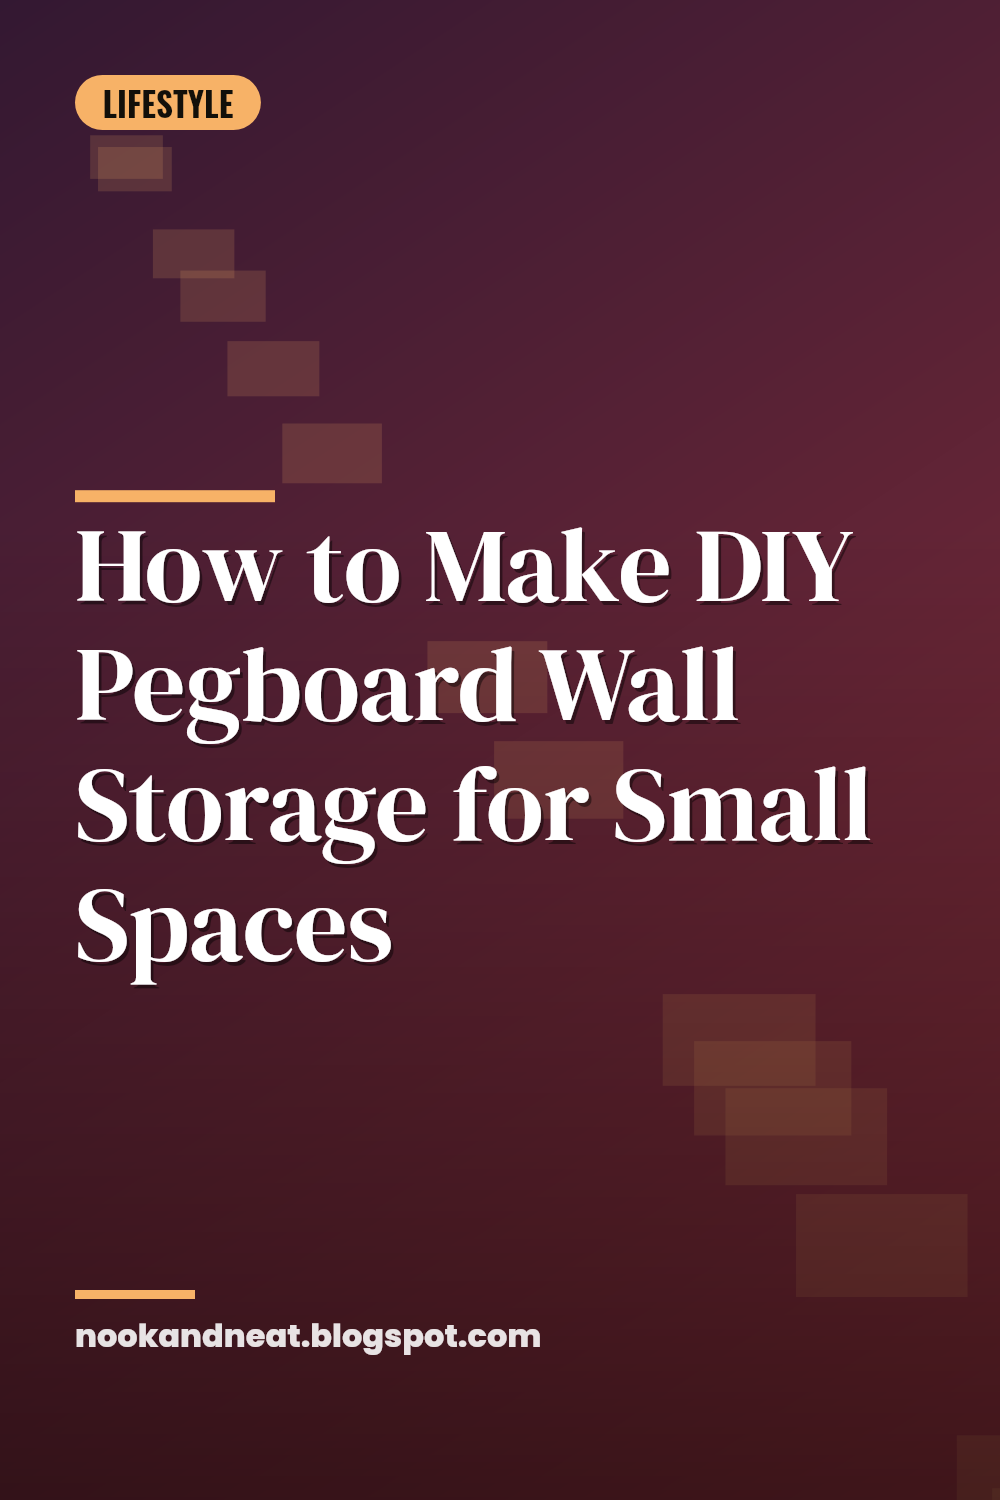 LIFESTYLE
How to Make DIY
Pegboard Wall
Storage for Small
Spaces
nookandneat.blogspot.com